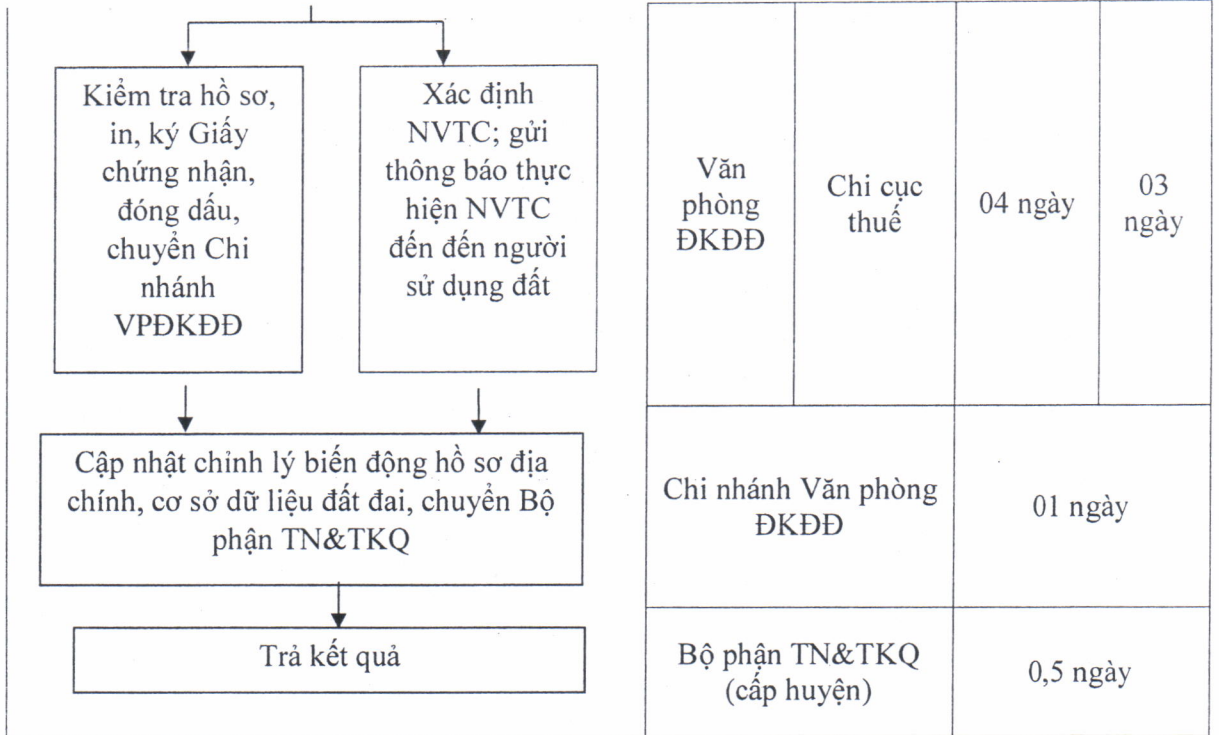 Kiểm tra hồ sơ,
in, ký Giấy
chứng nhận,
đóng dấu,
chuyển Chi
nhánh
VPĐKĐĐ
Xác định
NVTC; gửi
thông báo thực
hiện NVTC
đến đến người
sử dụng đất
Văn
phòng
ĐKĐĐ
Chi cục
thuế
04 ngày
03
ngày
Cập nhật chỉnh lý biến động hồ sơ địa
chính, cơ sở dữ liệu đất đai, chuyển Bộ
phận TN&TKQ
Chi nhánh Văn phòng
ĐKĐĐ
01 ngày
Trả kết quả
Bộ phận TN&TKQ
(cấp huyện)
0,5 ngày